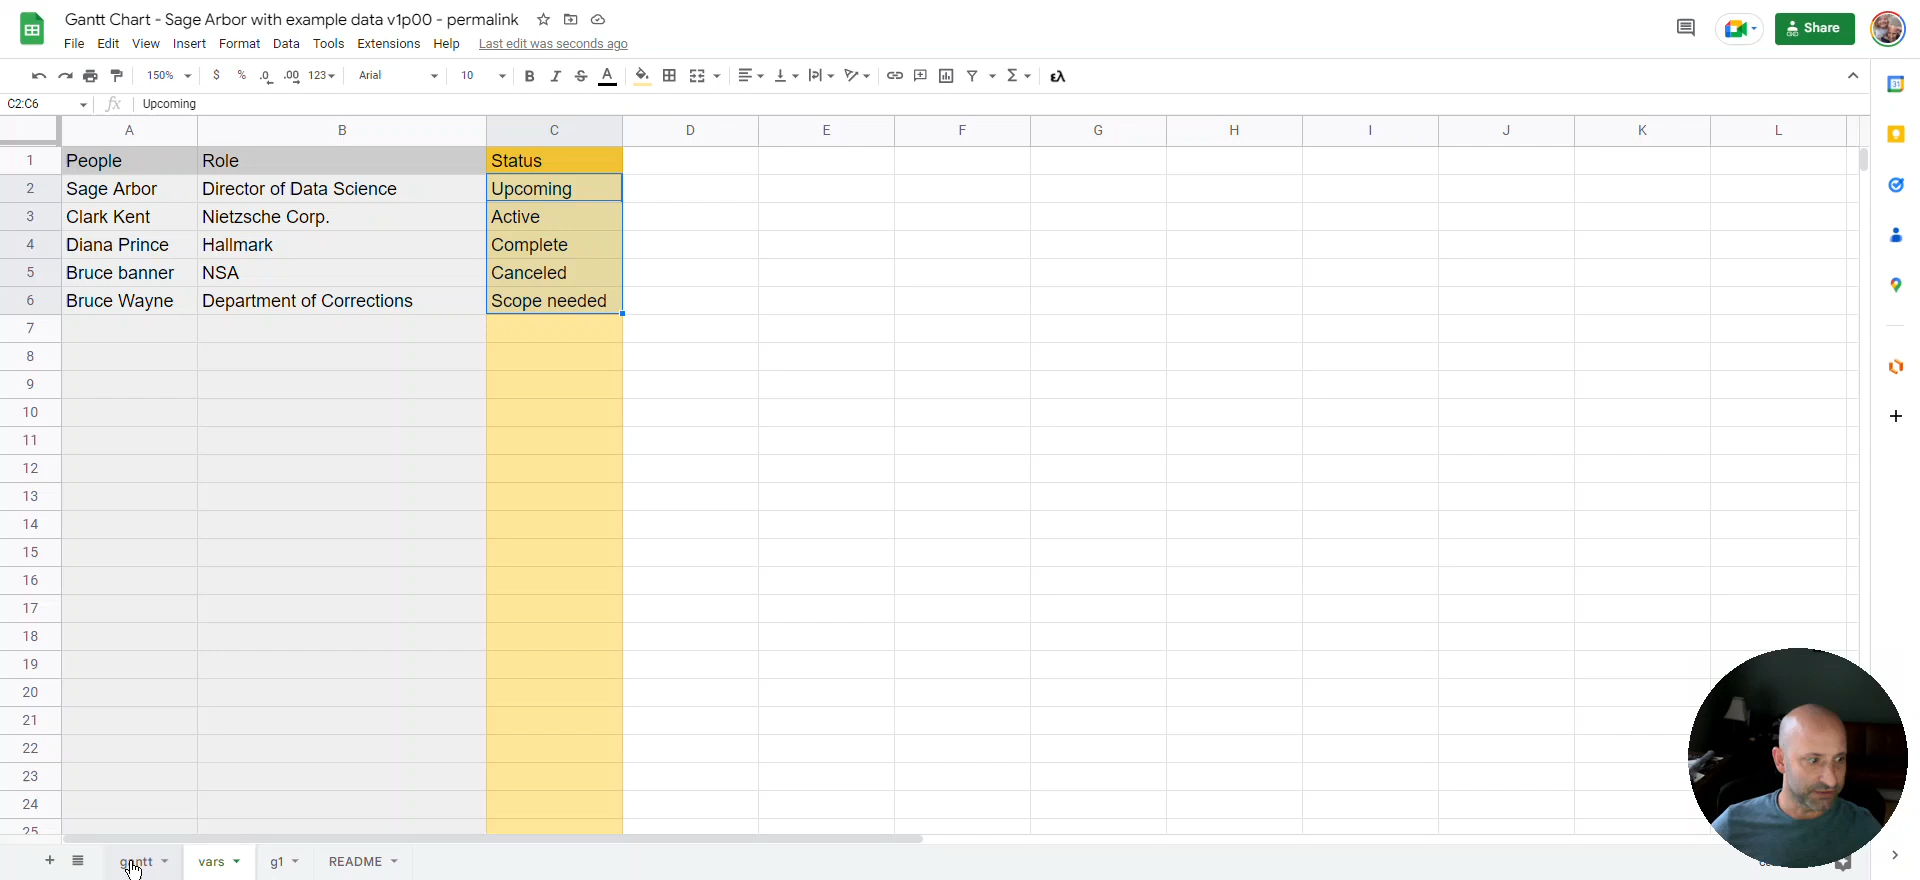 Gantt Chart - Sage Arbor with example data v1p00 - permalink
File Edit View Insert Format Data Tools Extensions Help Last edit was seconds ago
Share
150% $ % .0 .00 123 Arial 10 B I S A Σ ελ
C2:C6 fx Upcoming
A B C D E F G H I J K L
1 People Role Status
2 Sage Arbor Director of Data Science Upcoming
3 Clark Kent Nietzsche Corp. Active
4 Diana Prince Hallmark Complete
5 Bruce banner NSA Canceled
6 Bruce Wayne Department of Corrections Scope needed
7
8
9
10
11
12
13
14
15
16
17
18
19
20
21
22
23
24
25
gantt vars g1 README